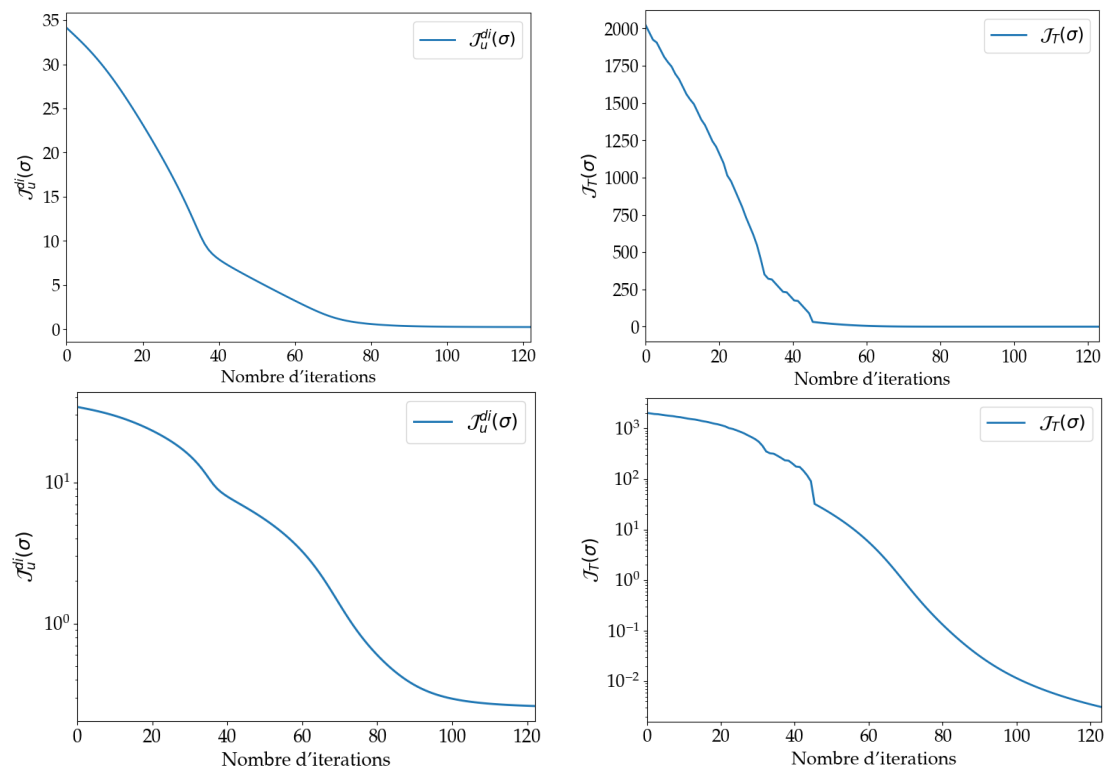 35
30
25
20
15
10
5
0
𝒥_u^{di}(σ)
𝒥_u^{di}(σ)
0 20 40 60 80 100 120
Nombre d'iterations
2000
1750
1500
1250
1000
750
500
250
0
𝒥_T(σ)
𝒥_T(σ)
0 20 40 60 80 100 120
Nombre d'iterations
10^1
10^0
𝒥_u^{di}(σ)
𝒥_u^{di}(σ)
0 20 40 60 80 100 120
Nombre d'iterations
10^3
10^2
10^1
10^0
10^{-1}
10^{-2}
𝒥_T(σ)
𝒥_T(σ)
0 20 40 60 80 100 120
Nombre d'iterations